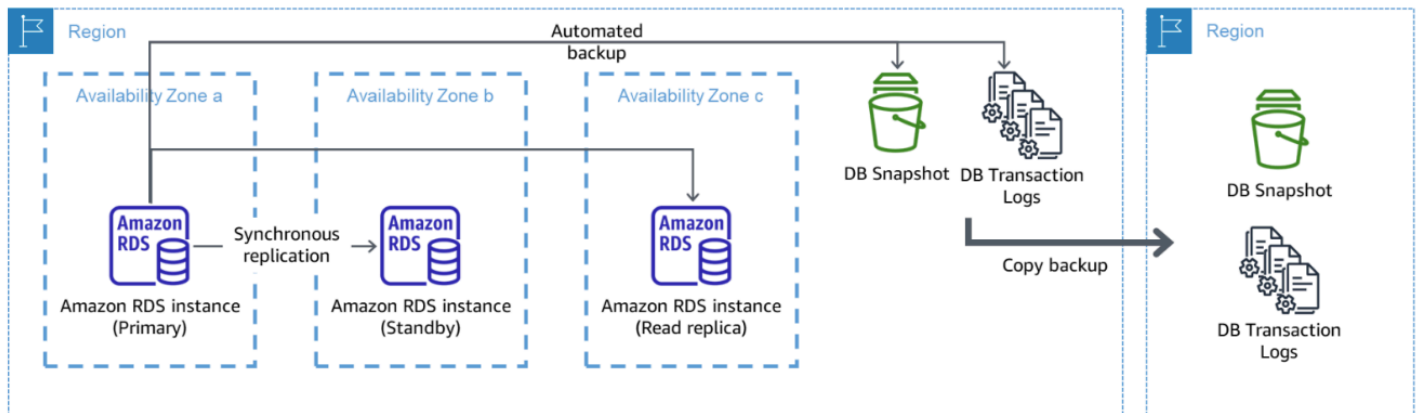 Region
Automated
backup
Region
Availability Zone a
Availability Zone b
Availability Zone c
DB Snapshot
DB Transaction
Logs
DB Snapshot
Amazon
RDS
Synchronous
replication
Amazon
RDS
Amazon
RDS
Copy backup
Amazon RDS instance
(Primary)
Amazon RDS instance
(Standby)
Amazon RDS instance
(Read replica)
DB Transaction
Logs